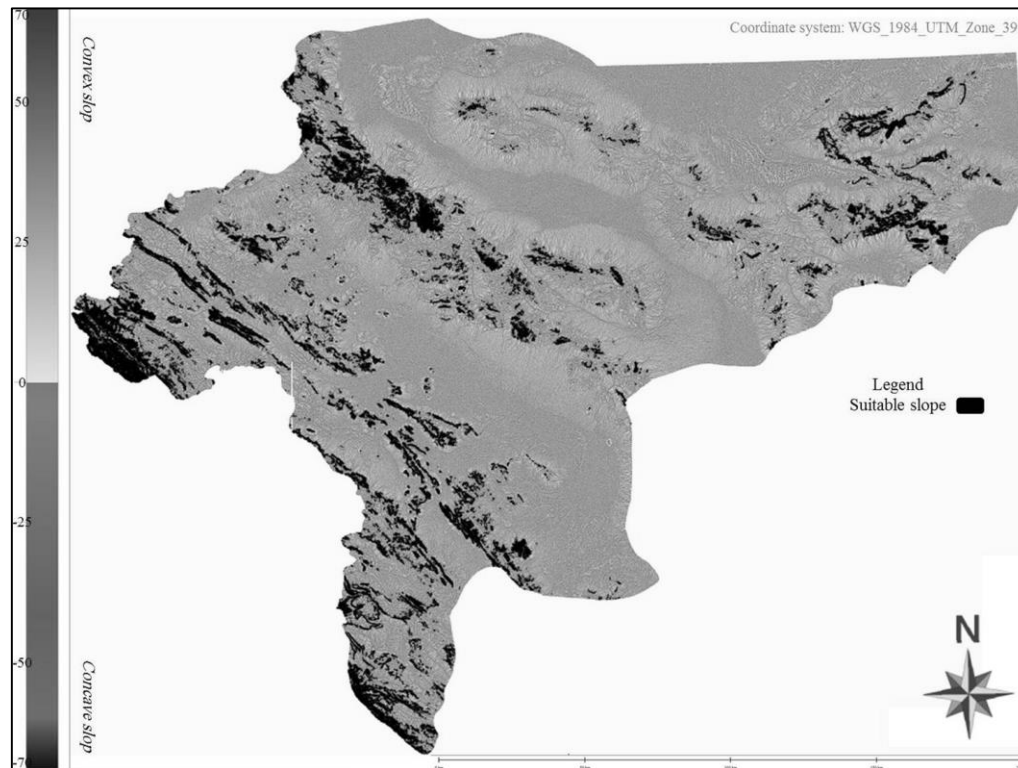 70
Coordinate system: WGS_1984_UTM_Zone_39
Convex slop
50
25
0
Legend
Suitable slope
-25
N
-50
Concave slop
-70